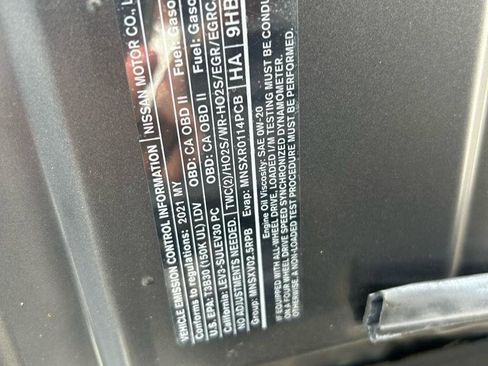 VEHICLE EMISSION CONTROL INFORMATION NISSAN MOTOR CO., L
Conforms to regulations: 2021 MY Fuel: Gaso
U.S. EPA: T3B30 (150K UL) LDV OBD: CA OBD II Fuel: Gaso
California: LEV3-SULEV30 PC OBD: CA OBD II
NO ADJUSTMENTS NEEDED. TWC(2)/HO2S/WR-HO2S/EGR/EGRC
Group: MNSXV02.5RPB Evap: MNSXR0114PCB HA 9HB
Engine Oil Viscosity: SAE 0W-20
IF EQUIPPED WITH ALL-WHEEL DRIVE, LOADED I/M TESTING MUST BE CONDU
ON A FOUR WHEEL DRIVE SPEED SYNCHRONIZED DYNAMOMETER.
OTHERWISE, A NON-LOADED TEST PROCEDURE MUST BE PERFORMED.